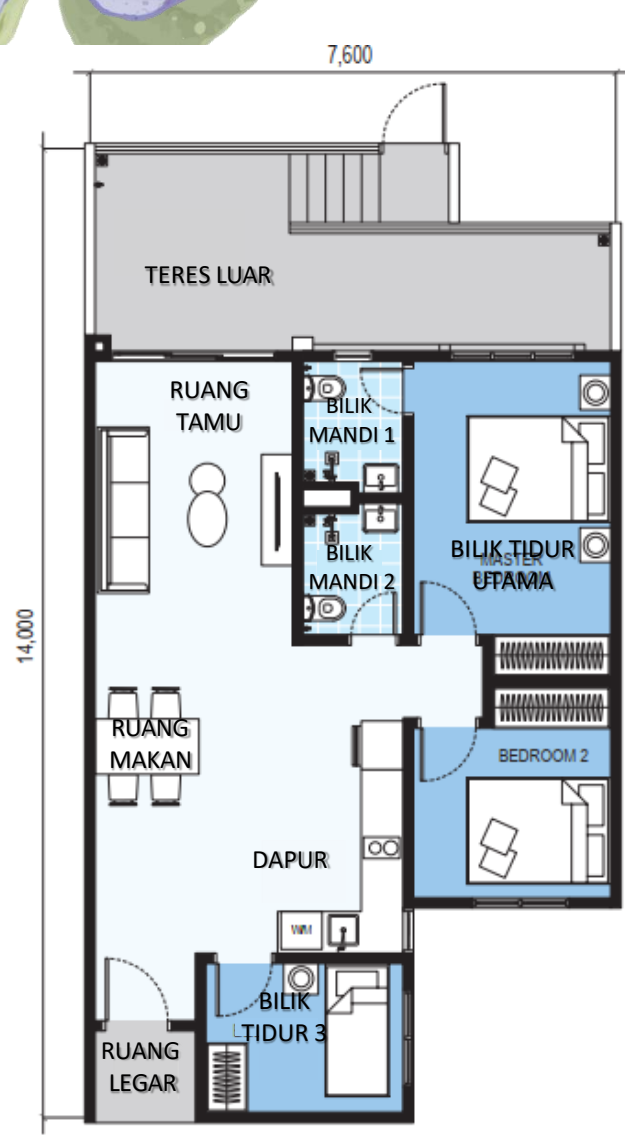 7,600
TERES LUAR
RUANG
TAMU
BILIK
MANDI 1
BILIK
MANDI 2
BILIK TIDUR
UTAMA
MASTER
14,000
RUANG
MAKAN
BEDROOM 2
DAPUR
WM
BILIK
TIDUR 3
RUANG
LEGAR